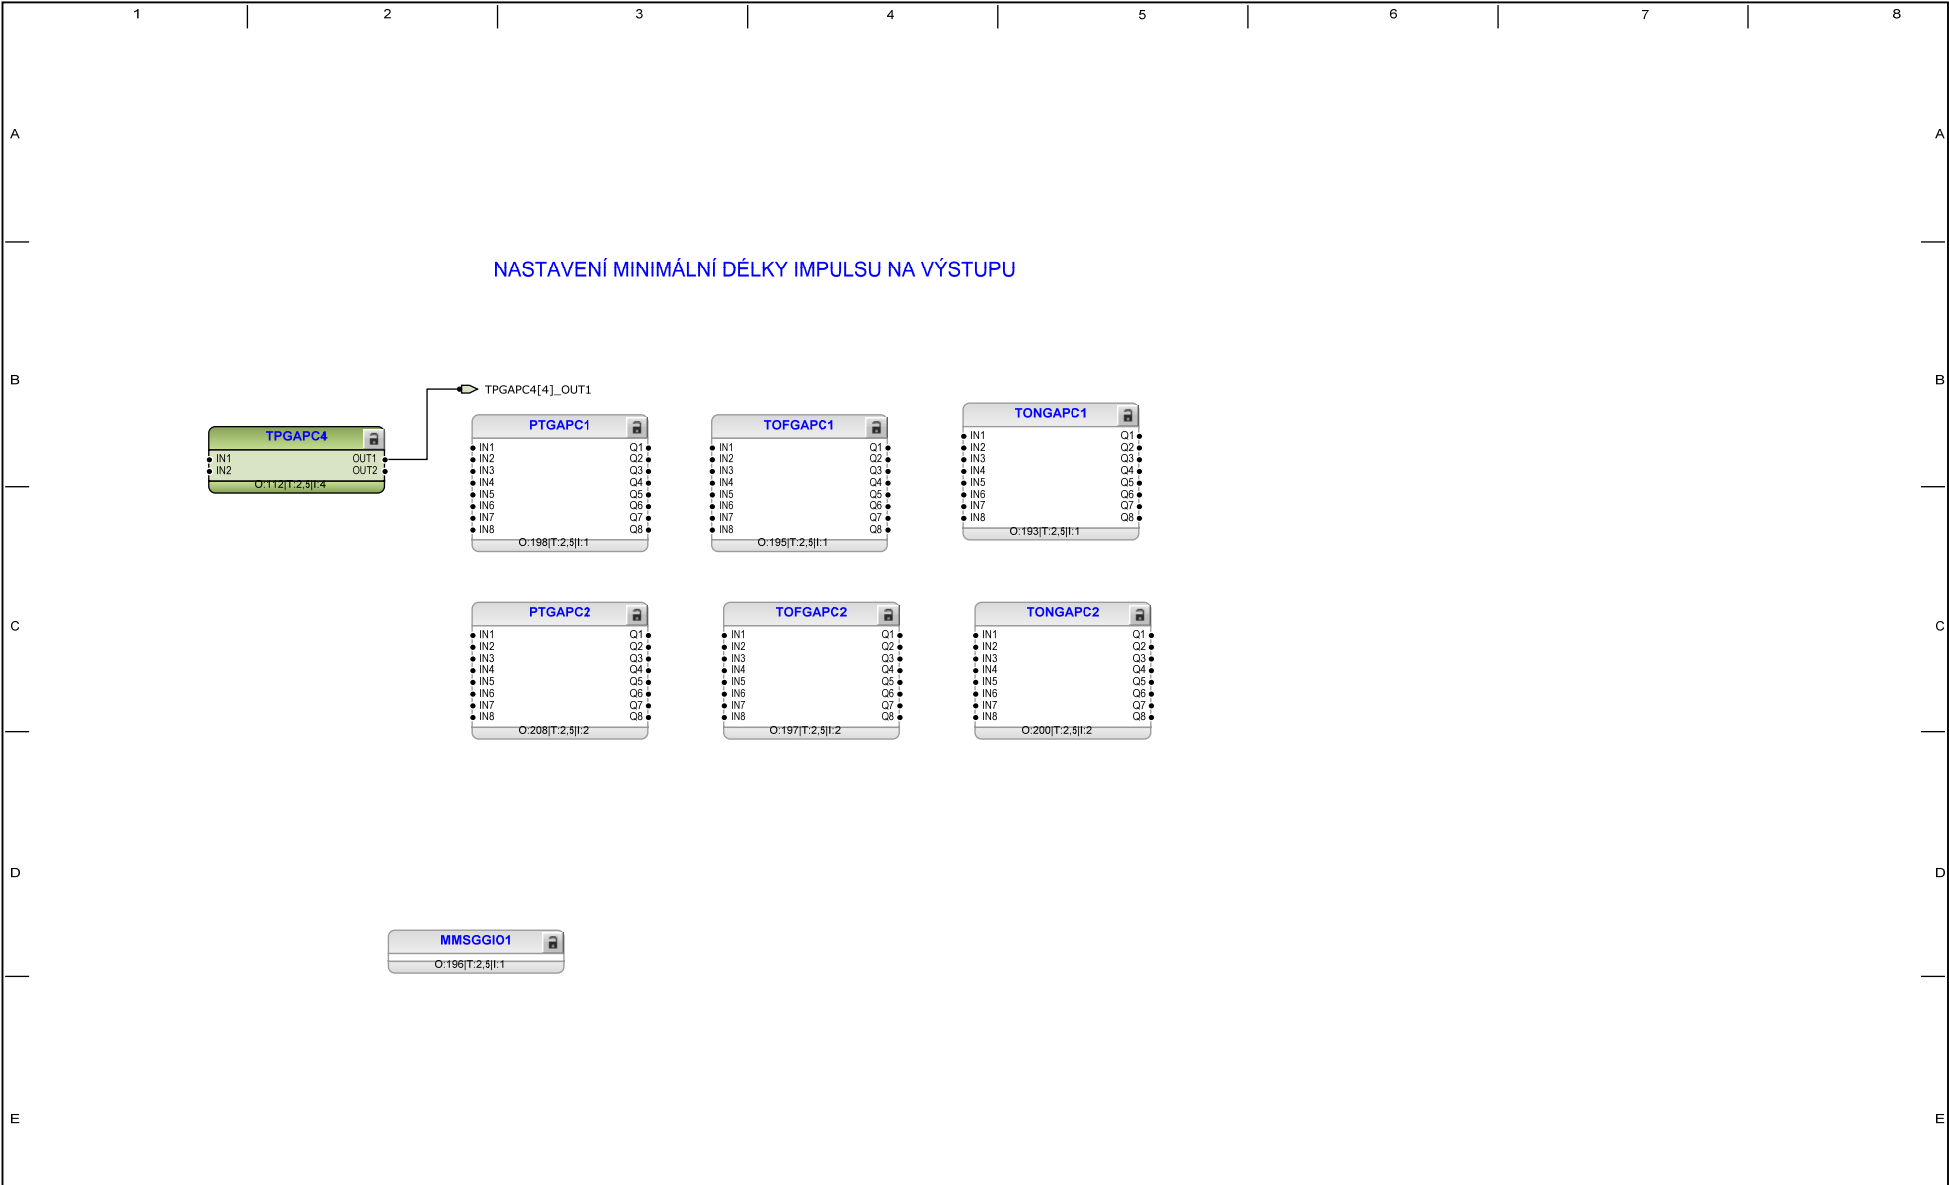 1 2 3 4 5 6 7 8
A A
NASTAVENÍ MINIMÁLNÍ DÉLKY IMPULSU NA VÝSTUPU
B B
TPGAPC4[4]_OUT1
TPGAPC4
IN1 OUT1
IN2 OUT2
O:112|T:2,5|I:4
PTGAPC1
IN1 Q1
IN2 Q2
IN3 Q3
IN4 Q4
IN5 Q5
IN6 Q6
IN7 Q7
IN8 Q8
O:198|T:2,5|I:1
TOFGAPC1
IN1 Q1
IN2 Q2
IN3 Q3
IN4 Q4
IN5 Q5
IN6 Q6
IN7 Q7
IN8 Q8
O:195|T:2,5|I:1
TONGAPC1
IN1 Q1
IN2 Q2
IN3 Q3
IN4 Q4
IN5 Q5
IN6 Q6
IN7 Q7
IN8 Q8
O:193|T:2,5|I:1
C C
PTGAPC2
IN1 Q1
IN2 Q2
IN3 Q3
IN4 Q4
IN5 Q5
IN6 Q6
IN7 Q7
IN8 Q8
O:208|T:2,5|I:2
TOFGAPC2
IN1 Q1
IN2 Q2
IN3 Q3
IN4 Q4
IN5 Q5
IN6 Q6
IN7 Q7
IN8 Q8
O:197|T:2,5|I:2
TONGAPC2
IN1 Q1
IN2 Q2
IN3 Q3
IN4 Q4
IN5 Q5
IN6 Q6
IN7 Q7
IN8 Q8
O:200|T:2,5|I:2
D D
MMSGGIO1
O:196|T:2,5|I:1
E E